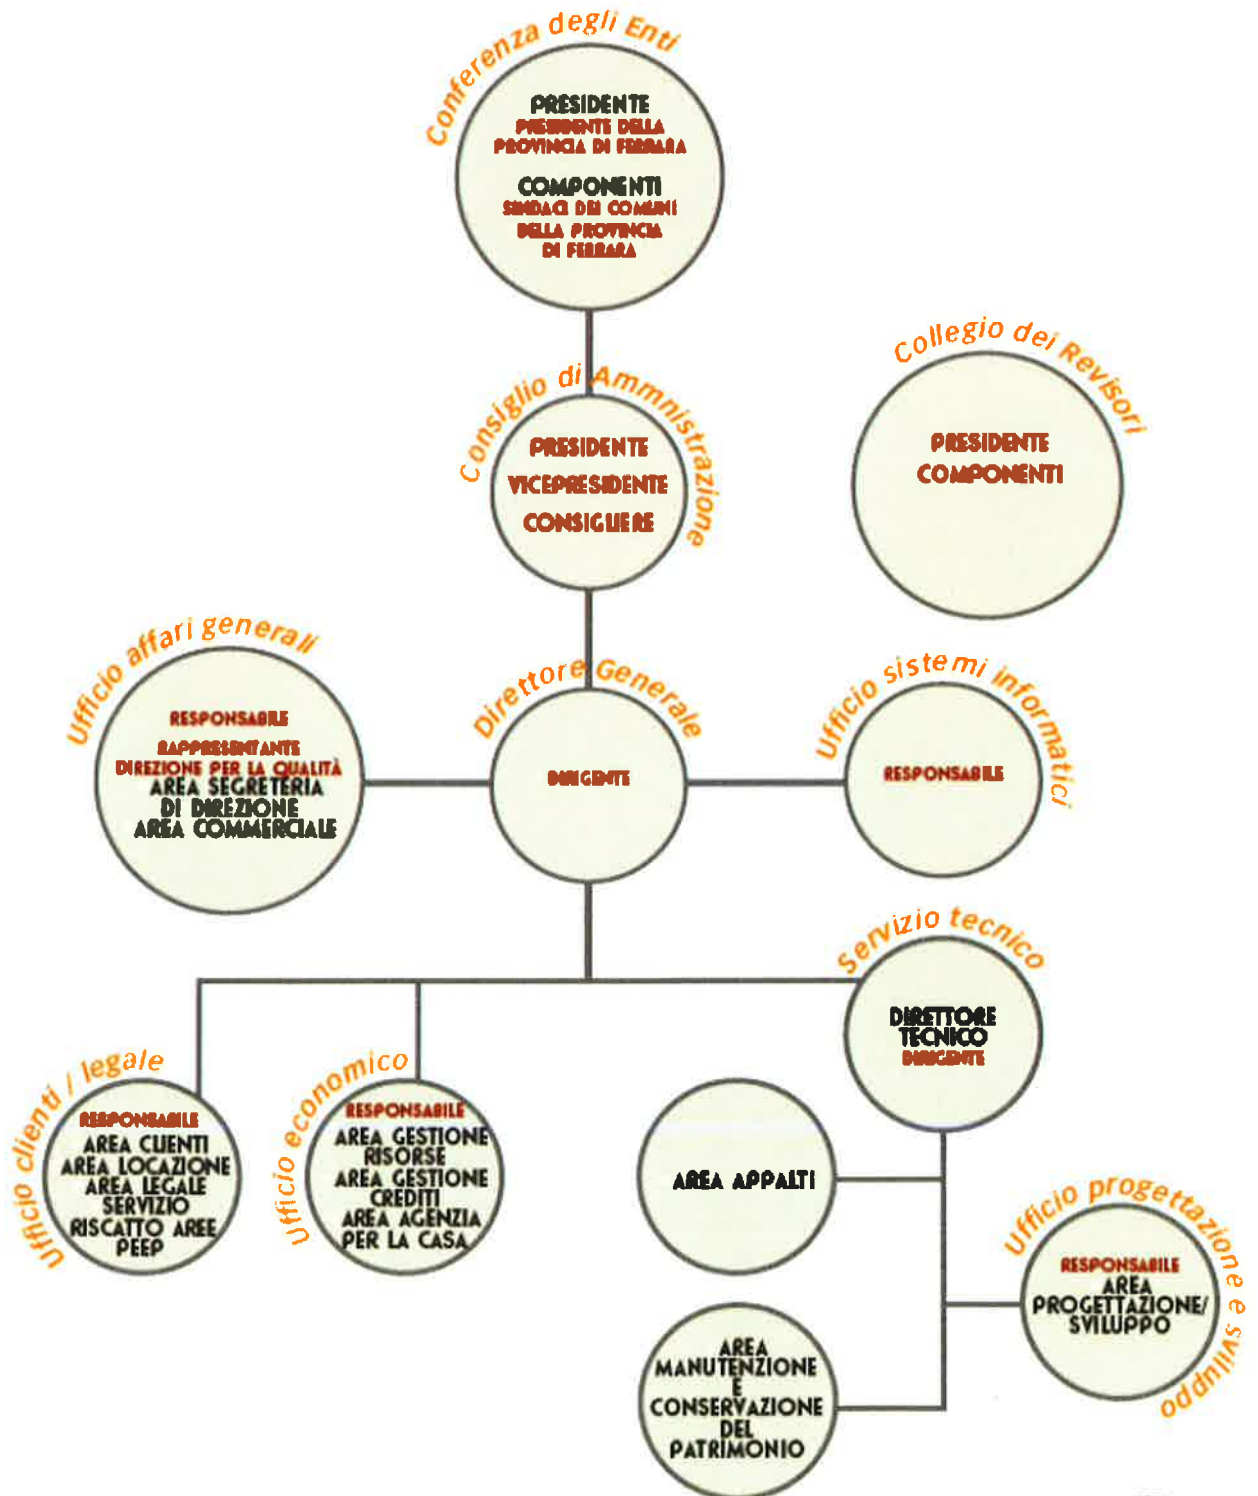 Conferenza degli Enti
PRESIDENTE
PRESIDENTE DELLA
PROVINCIA DI FERRARA
COMPONENTI
SINDACI DEI COMUNI
DELLA PROVINCIA
DI FERRARA
Consiglio di Ammnistrazione
PRESIDENTE
VICEPRESIDENTE
CONSIGLIERE
Collegio dei Revisori
PRESIDENTE
COMPONENTI
Ufficio affari generali
RESPONSABILE
RAPPRESENTANTE
DIREZIONE PER LA QUALITÀ
AREA SEGRETERIA
DI DIREZIONE
AREA COMMERCIALE
Direttore Generale
DIRIGENTE
Ufficio sistemi informatici
RESPONSABILE
Servizio tecnico
DIRETTORE
TECNICO
DIRIGENTE
Ufficio clienti / legale
RESPONSABILE
AREA CLIENTI
AREA LOCAZIONE
AREA LEGALE
SERVIZIO
RISCATTO AREE
PEEP
Ufficio economico
RESPONSABILE
AREA GESTIONE
RISORSE
AREA GESTIONE
CREDITI
AREA AGENZIA
PER LA CASA
AREA APPALTI
Ufficio progettazione e sviluppo
RESPONSABILE
AREA
PROGETTAZIONE/
SVILUPPO
AREA
MANUTENZIONE
E
CONSERVAZIONE
DEL
PATRIMONIO